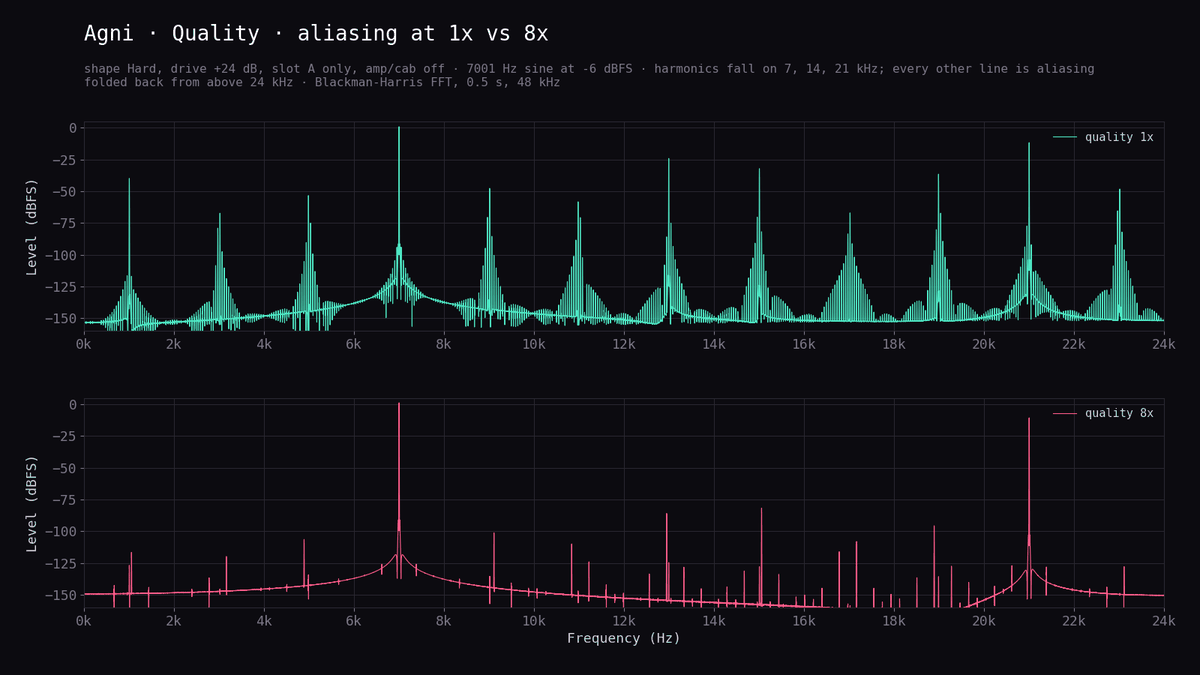 Agni · Quality · aliasing at 1x vs 8x
shape Hard, drive +24 dB, slot A only, amp/cab off · 7001 Hz sine at -6 dBFS · harmonics fall on 7, 14, 21 kHz; every other line is aliasing
folded back from above 24 kHz · Blackman-Harris FFT, 0.5 s, 48 kHz
quality 1x
Level (dBFS)
0
−25
−50
−75
−100
−125
−150
0k 2k 4k 6k 8k 10k 12k 14k 16k 18k 20k 22k 24k
quality 8x
Level (dBFS)
0
−25
−50
−75
−100
−125
−150
0k 2k 4k 6k 8k 10k 12k 14k 16k 18k 20k 22k 24k
Frequency (Hz)